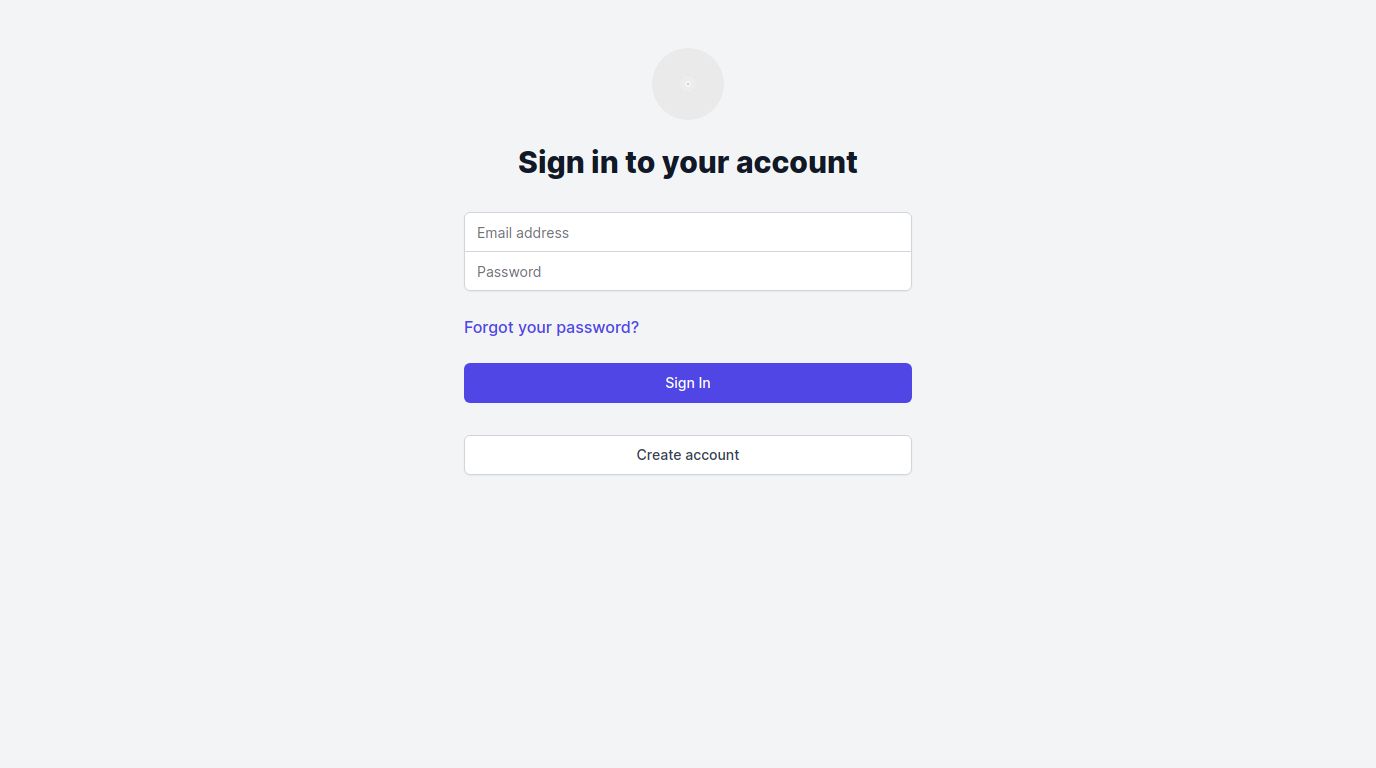 Sign in to your account
Email address
Password
Forgot your password?
Sign In
Create account